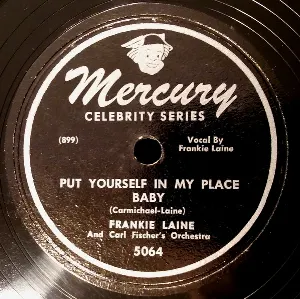 Mercury
CELEBRITY SERIES
(899)
Vocal By
Frankie Laine
PUT YOURSELF IN MY PLACE
BABY
(Carmichael-Laine)
FRANKIE LAINE
And Carl Fischer's Orchestra
5064